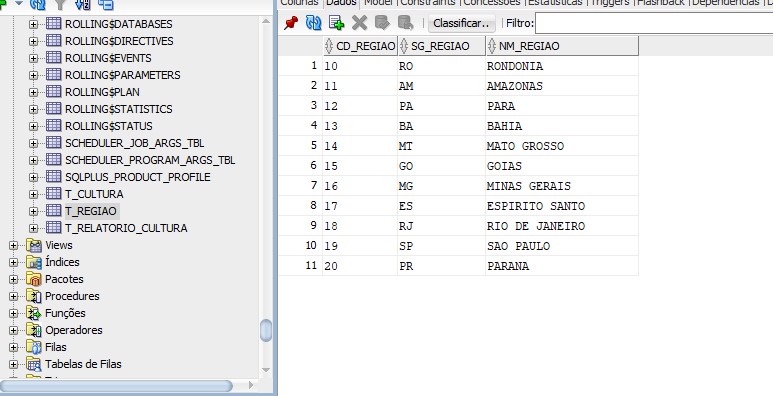 Colunas Dados Model Constraints Concessões Estatísticas Triggers Flashback Dependências
Classificar.. Filtro:
ROLLING$DATABASES
ROLLING$DIRECTIVES
ROLLING$EVENTS
ROLLING$PARAMETERS
ROLLING$PLAN
ROLLING$STATISTICS
ROLLING$STATUS
SCHEDULER_JOB_ARGS_TBL
SCHEDULER_PROGRAM_ARGS_TBL
SQLPLUS_PRODUCT_PROFILE
T_CULTURA
T_REGIAO
T_RELATORIO_CULTURA
Views
Índices
Pacotes
Procedures
Funções
Operadores
Filas
Tabelas de Filas
CD_REGIAO SG_REGIAO NM_REGIAO
1 10 RO RONDONIA
2 11 AM AMAZONAS
3 12 PA PARA
4 13 BA BAHIA
5 14 MT MATO GROSSO
6 15 GO GOIAS
7 16 MG MINAS GERAIS
8 17 ES ESPIRITO SANTO
9 18 RJ RIO DE JANEIRO
10 19 SP SAO PAULO
11 20 PR PARANA